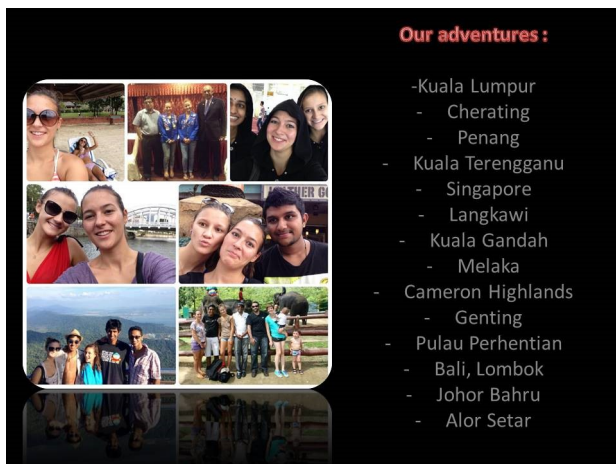 Our adventures :
-Kuala Lumpur
- Cherating
- Penang
- Kuala Terengganu
- Singapore
- Langkawi
- Kuala Gandah
- Melaka
- Cameron Highlands
- Genting
- Pulau Perhentian
- Bali, Lombok
- Johor Bahru
- Alor Setar